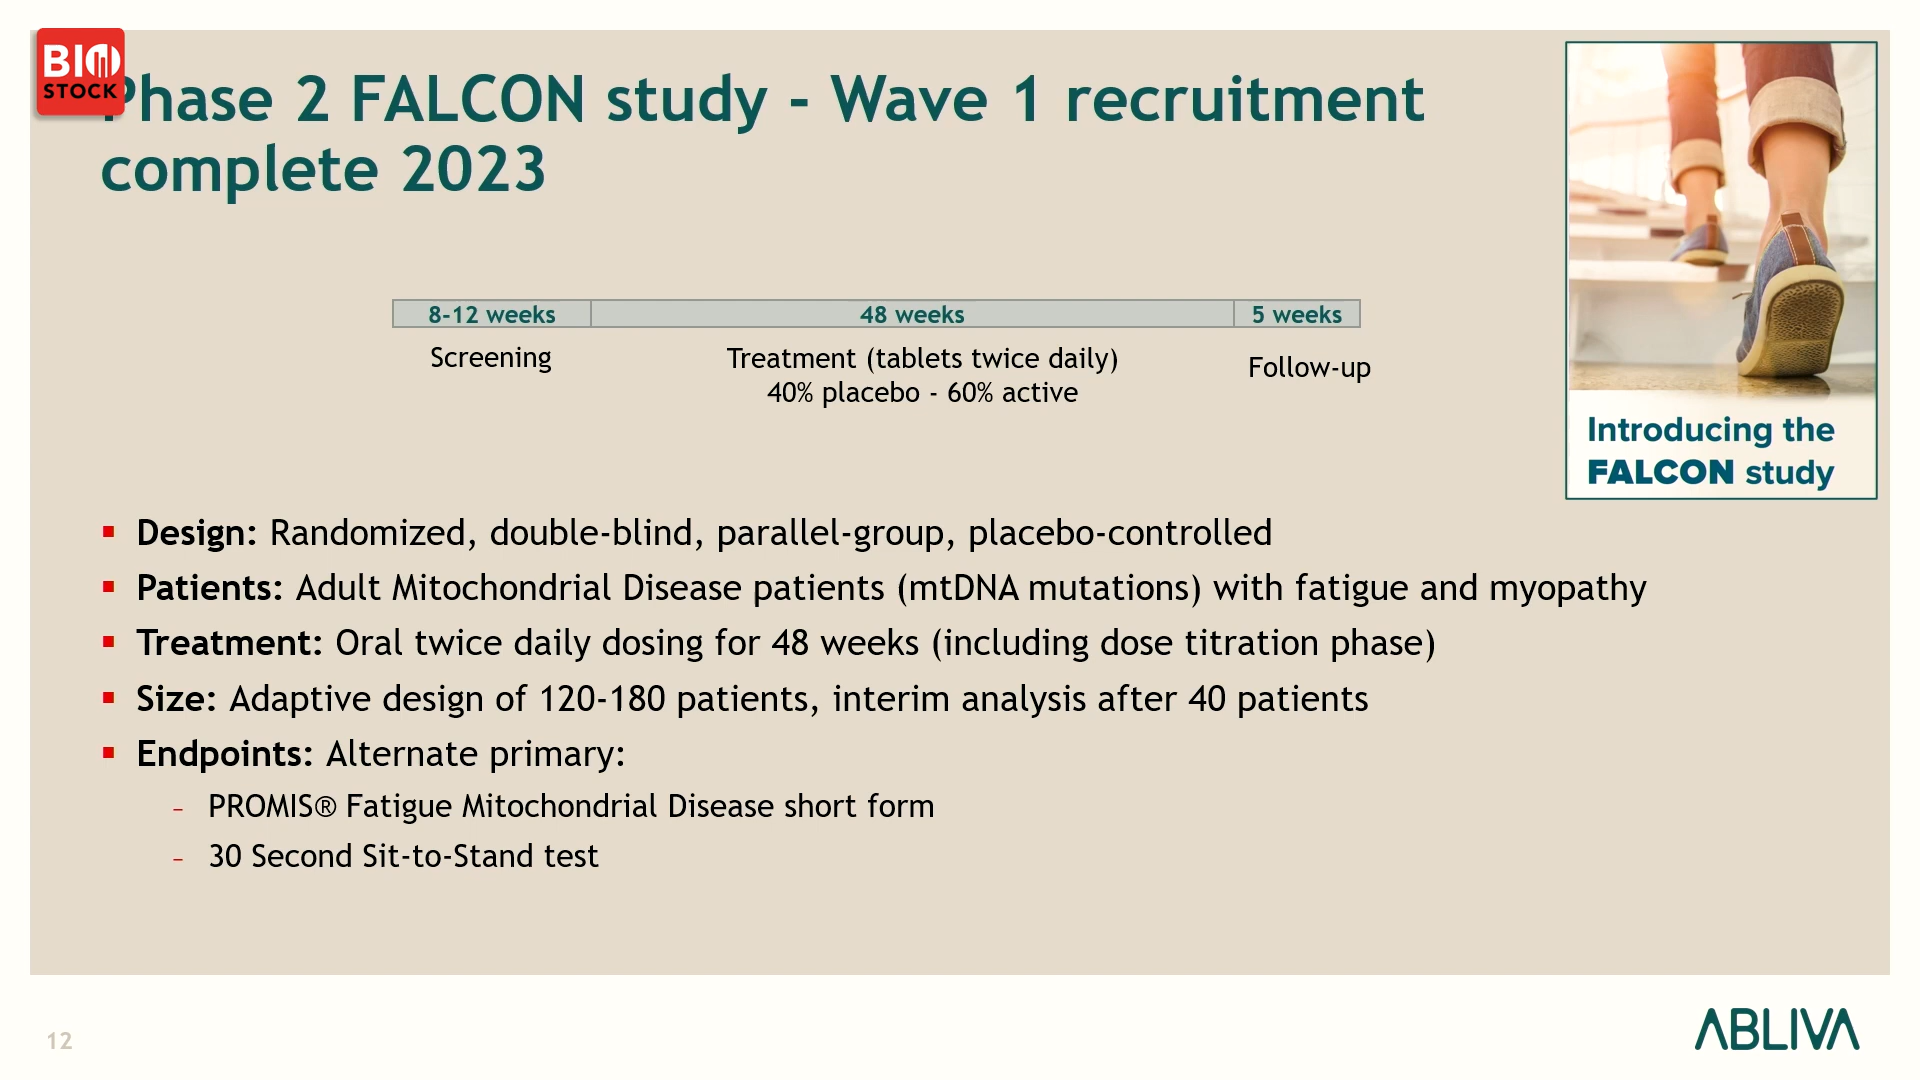 BIO
STOCK
Phase 2 FALCON study - Wave 1 recruitment
complete 2023
8-12 weeks 48 weeks 5 weeks
Screening Treatment (tablets twice daily) Follow-up
40% placebo - 60% active
Introducing the
FALCON study
▪ Design: Randomized, double-blind, parallel-group, placebo-controlled
▪ Patients: Adult Mitochondrial Disease patients (mtDNA mutations) with fatigue and myopathy
▪ Treatment: Oral twice daily dosing for 48 weeks (including dose titration phase)
▪ Size: Adaptive design of 120-180 patients, interim analysis after 40 patients
▪ Endpoints: Alternate primary:
– PROMIS® Fatigue Mitochondrial Disease short form
– 30 Second Sit-to-Stand test
12
ABLIVA